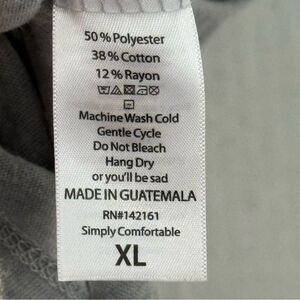 50% Polyester
38% Cotton
12% Rayon
Machine Wash Cold
Gentle Cycle
Do Not Bleach
Hang Dry
or you'll be sad
MADE IN GUATEMALA
RN#142161
Simply Comfortable
XL